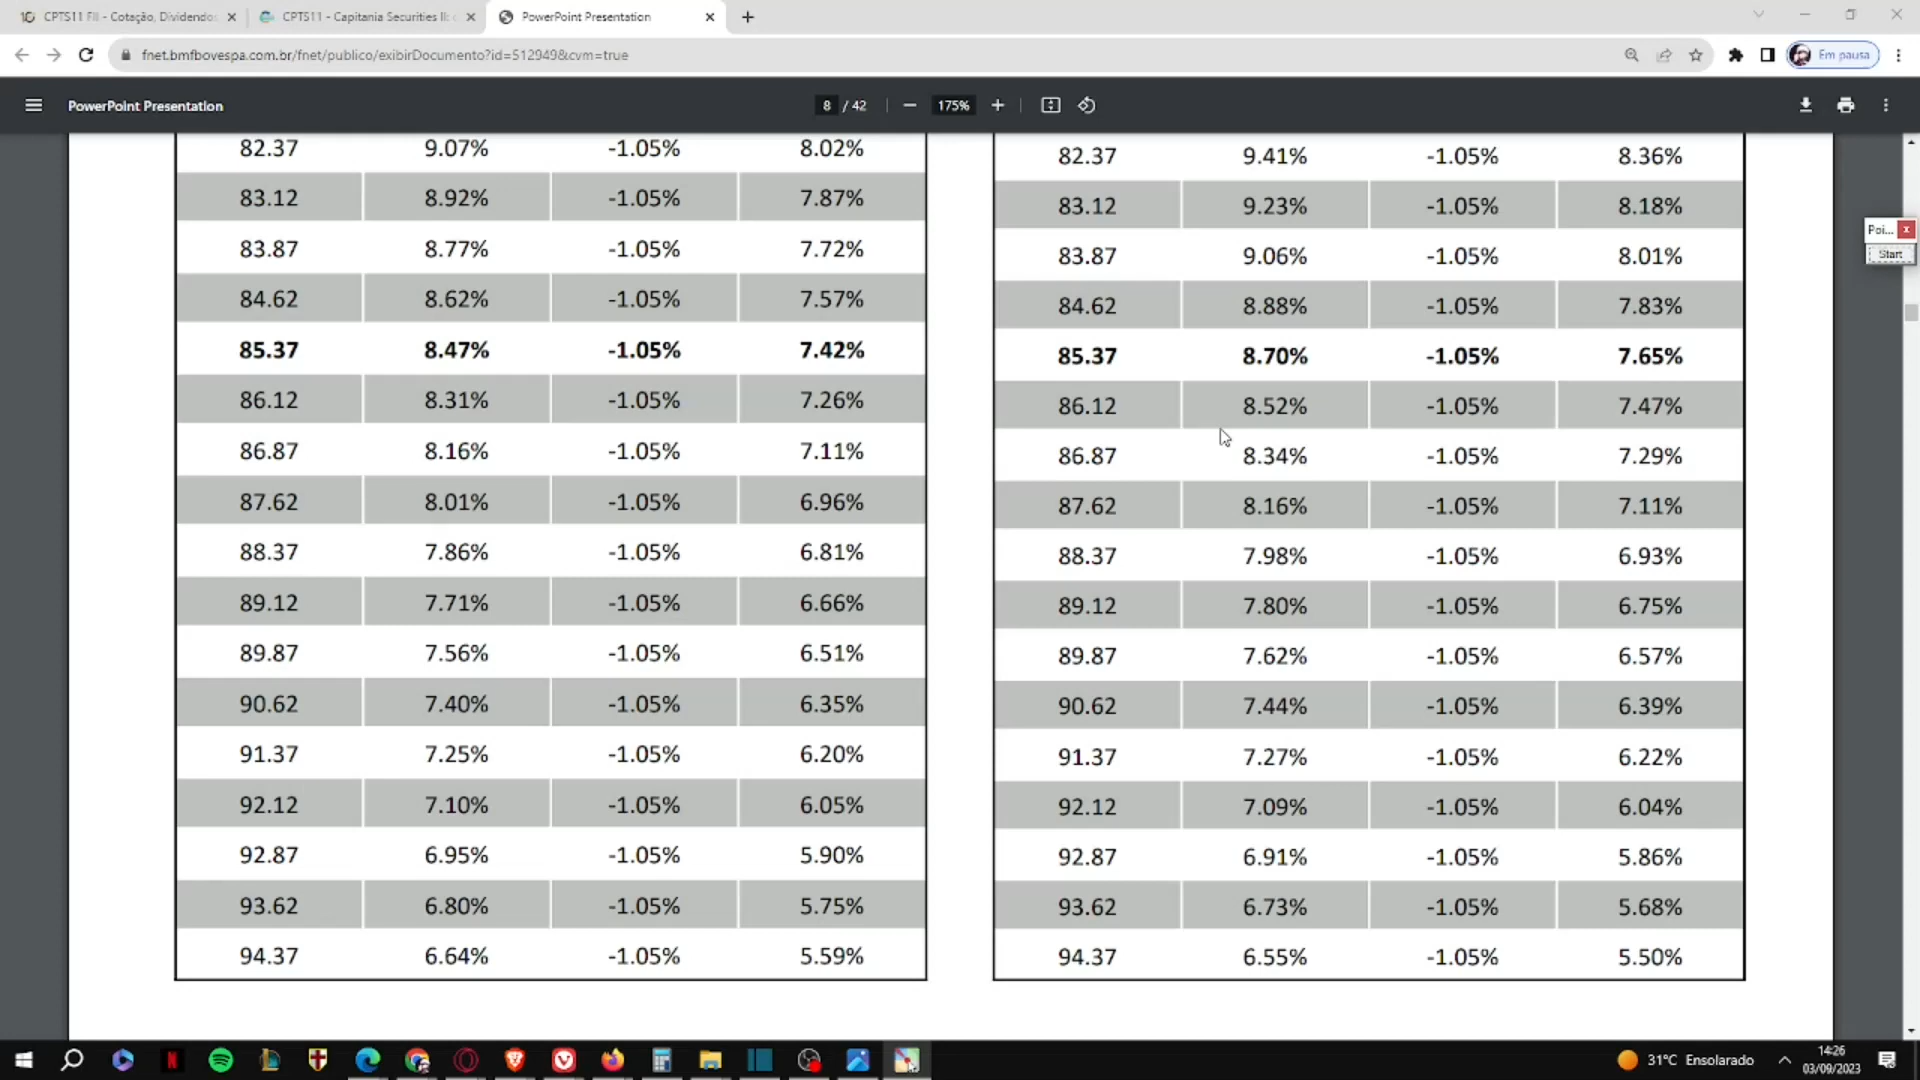 CPTS11 FII - Cotação, Dividendos
CPTS11 - Capitania Securities II:
PowerPoint Presentation
fnet.bmfbovespa.com.br/fnet/publico/exibirDocumento?id=512949&cvm=true
Em pausa
PowerPoint Presentation
8 / 42
175%
Poi...
Start
82.37 9.07% -1.05% 8.02%
83.12 8.92% -1.05% 7.87%
83.87 8.77% -1.05% 7.72%
84.62 8.62% -1.05% 7.57%
85.37 8.47% -1.05% 7.42%
86.12 8.31% -1.05% 7.26%
86.87 8.16% -1.05% 7.11%
87.62 8.01% -1.05% 6.96%
88.37 7.86% -1.05% 6.81%
89.12 7.71% -1.05% 6.66%
89.87 7.56% -1.05% 6.51%
90.62 7.40% -1.05% 6.35%
91.37 7.25% -1.05% 6.20%
92.12 7.10% -1.05% 6.05%
92.87 6.95% -1.05% 5.90%
93.62 6.80% -1.05% 5.75%
94.37 6.64% -1.05% 5.59%
82.37 9.41% -1.05% 8.36%
83.12 9.23% -1.05% 8.18%
83.87 9.06% -1.05% 8.01%
84.62 8.88% -1.05% 7.83%
85.37 8.70% -1.05% 7.65%
86.12 8.52% -1.05% 7.47%
86.87 8.34% -1.05% 7.29%
87.62 8.16% -1.05% 7.11%
88.37 7.98% -1.05% 6.93%
89.12 7.80% -1.05% 6.75%
89.87 7.62% -1.05% 6.57%
90.62 7.44% -1.05% 6.39%
91.37 7.27% -1.05% 6.22%
92.12 7.09% -1.05% 6.04%
92.87 6.91% -1.05% 5.86%
93.62 6.73% -1.05% 5.68%
94.37 6.55% -1.05% 5.50%
31°C Ensolarado
14:26
03/09/2023